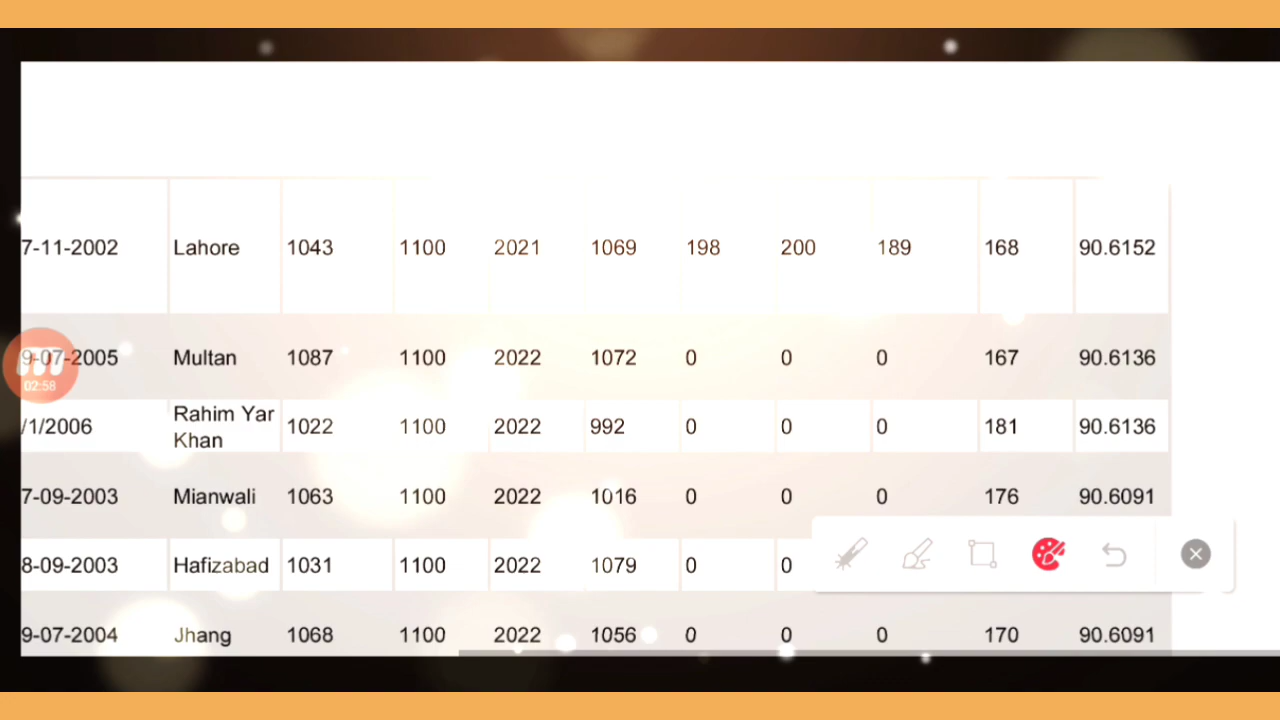 7-11-2002 Lahore 1043 1100 2021 1069 198 200 189 168 90.6152
9-07-2005 Multan 1087 1100 2022 1072 0 0 0 167 90.6136
02:58
/1/2006 Rahim Yar Khan 1022 1100 2022 992 0 0 0 181 90.6136
7-09-2003 Mianwali 1063 1100 2022 1016 0 0 0 176 90.6091
8-09-2003 Hafizabad 1031 1100 2022 1079 0 0
9-07-2004 Jhang 1068 1100 2022 1056 0 0 0 170 90.6091